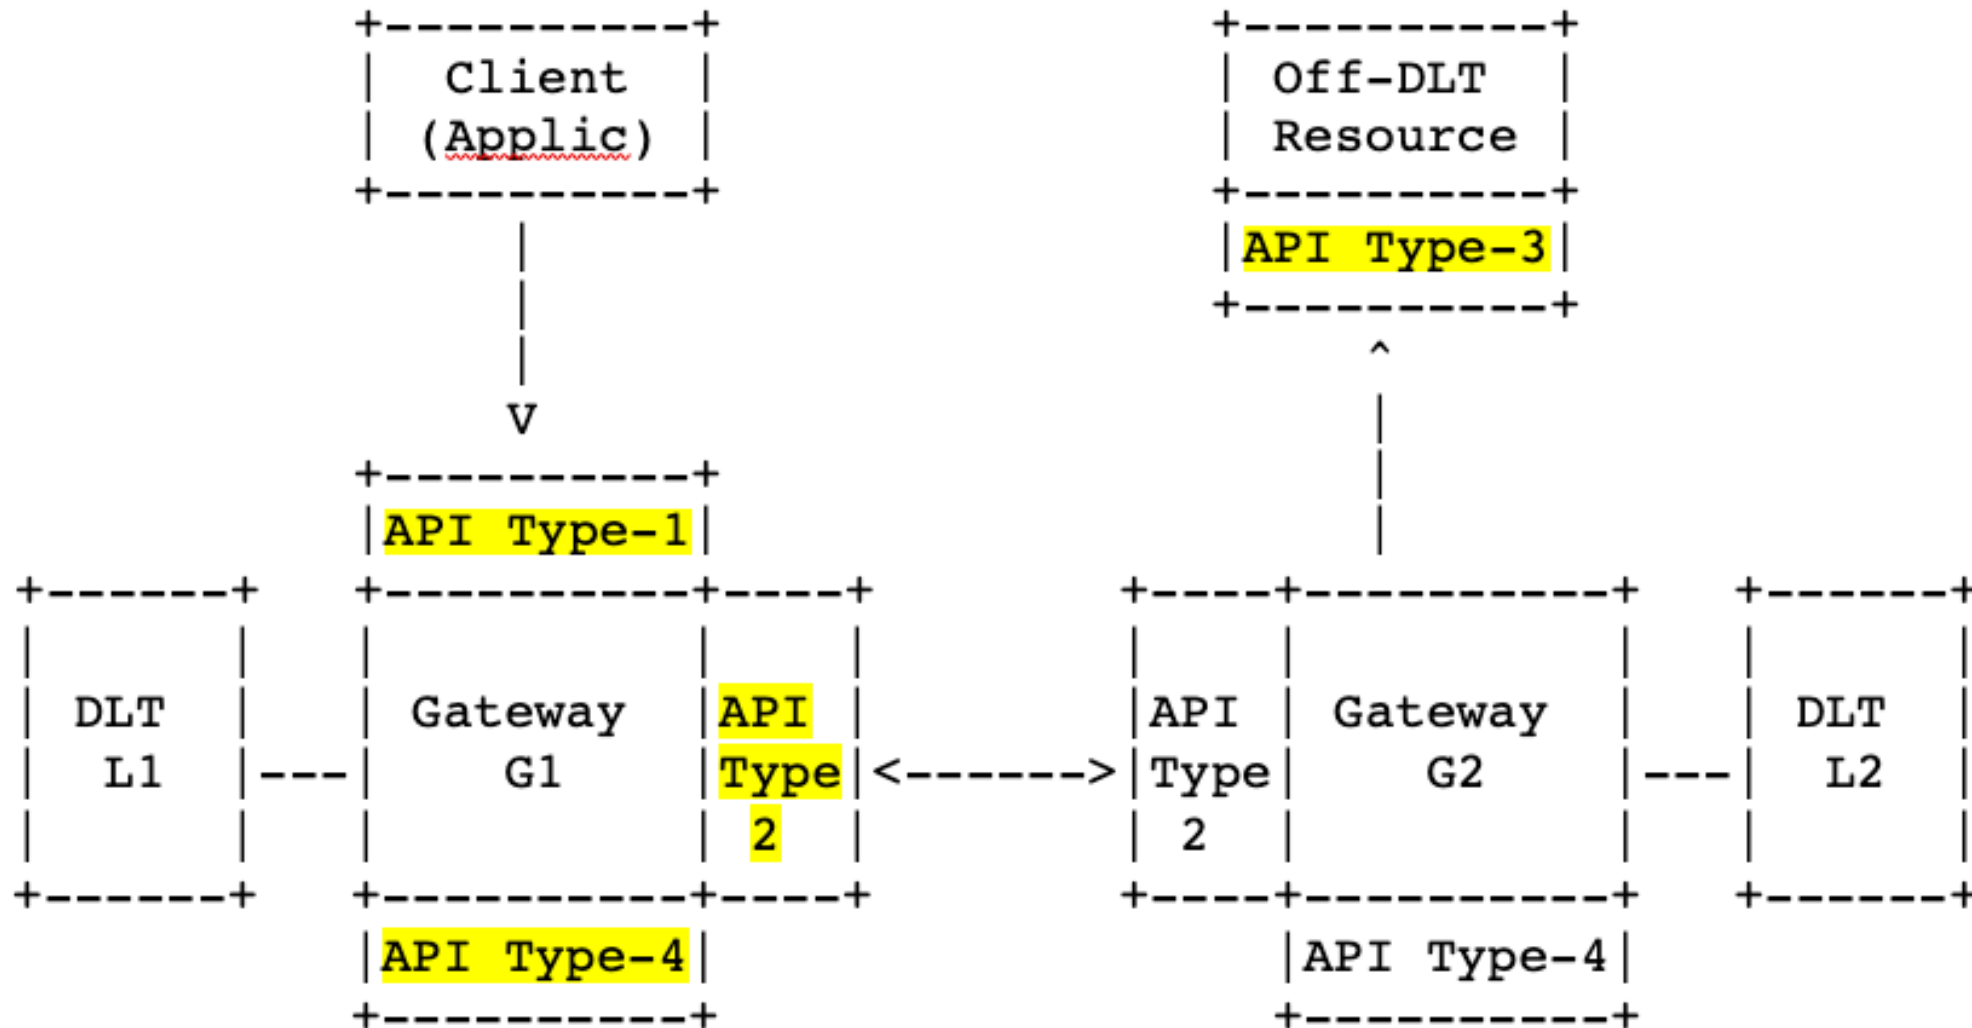 +----------+ +----------+
| Client | | Off-DLT |
| (Applic) | | Resource |
+----------+ +----------+
| |API Type-3|
| +----------+
| ^
V |
+----------+ |
|API Type-1| |
+------+ +----------+----+ +----+----------+ +------+
| | | | | | | | | |
| DLT | | Gateway |API | |API | Gateway | | DLT |
| L1 |---| G1 |Type|<------>|Type| G2 |---| L2 |
| | | | 2 | | 2 | | | |
+------+ +----------+----+ +----+----------+ +------+
|API Type-4| |API Type-4|
+----------+ +----------+